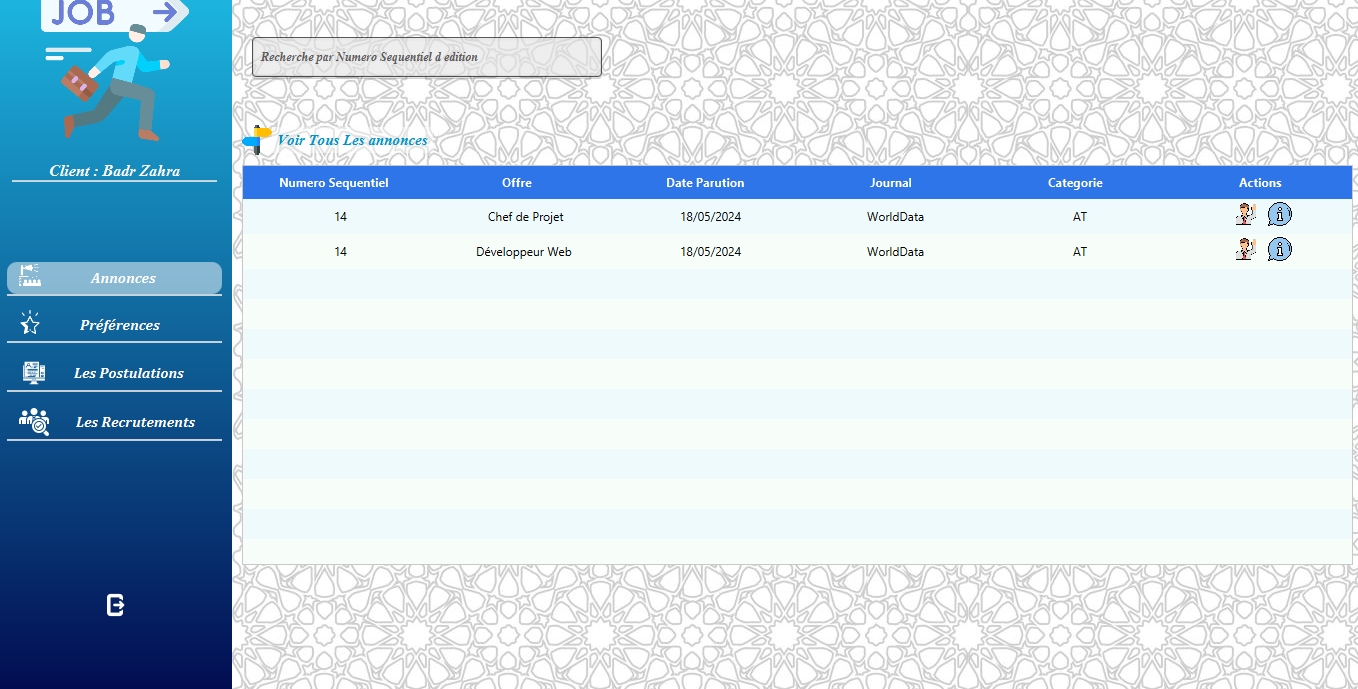 JOB
Client : Badr Zahra
Annonces
Préférences
Les Postulations
Les Recrutements
Recherche par Numero Sequentiel d edition
Voir Tous Les annonces
Numero Sequentiel Offre Date Parution Journal Categorie Actions
14 Chef de Projet 18/05/2024 WorldData AT
14 Développeur Web 18/05/2024 WorldData AT